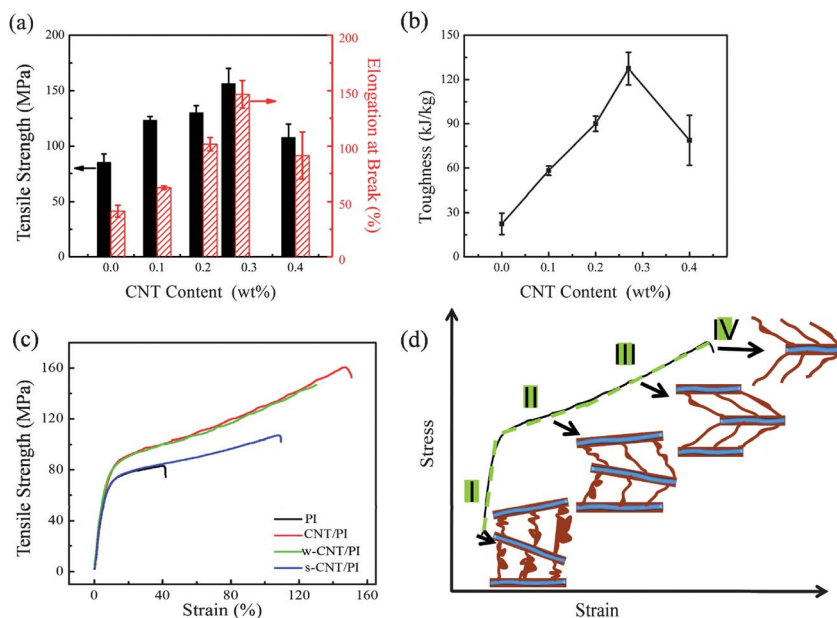 (a)
Tensile Strength (MPa)
200
150
100
50
0
0.0 0.1 0.2 0.3 0.4
CNT Content (wt%)
200
150
100
50
0
Elongation at Break (%)
(b)
Toughness (kJ/kg)
150
120
90
60
30
0
0.0 0.1 0.2 0.3 0.4
CNT Content (wt%)
(c)
Tensile Strength (MPa)
160
120
80
40
0
0 40 80 120 160
Strain (%)
PI
CNT/PI
w-CNT/PI
s-CNT/PI
(d)
Stress
I
II
III
IV
Strain